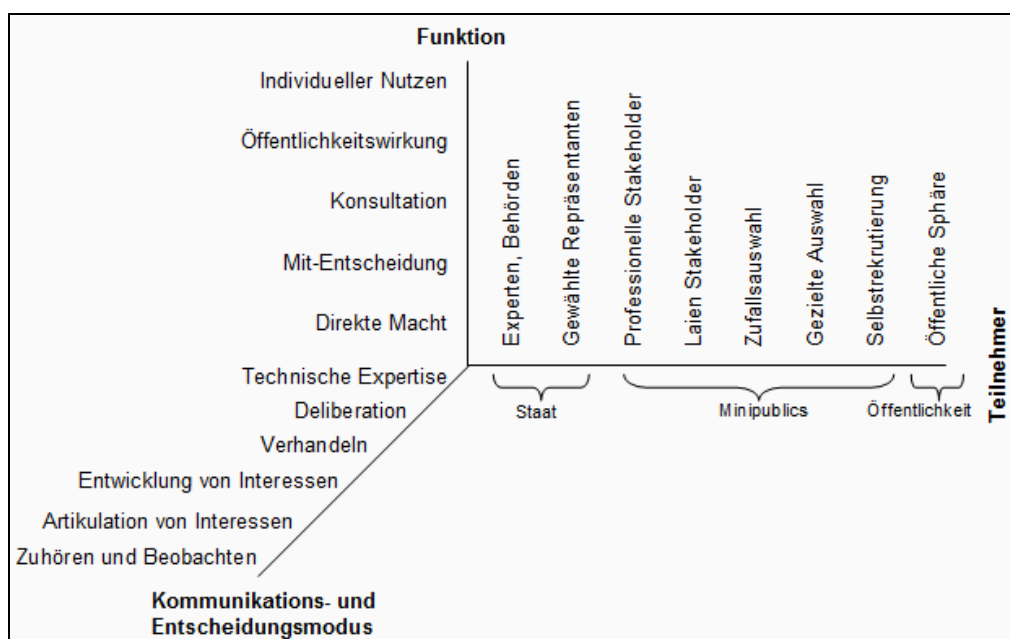 Funktion
Individueller Nutzen
Öffentlichkeitswirkung
Konsultation
Mit-Entscheidung
Direkte Macht
Technische Expertise
Deliberation
Verhandeln
Entwicklung von Interessen
Artikulation von Interessen
Zuhören und Beobachten
Kommunikations- und
Entscheidungsmodus
Experten, Behörden
Gewählte Repräsentanten
Professionelle Stakeholder
Laien Stakeholder
Zufallsauswahl
Gezielte Auswahl
Selbstrekrutierung
Öffentliche Sphäre
Staat
Minipublics
Öffentlichkeit
Teilnehmer